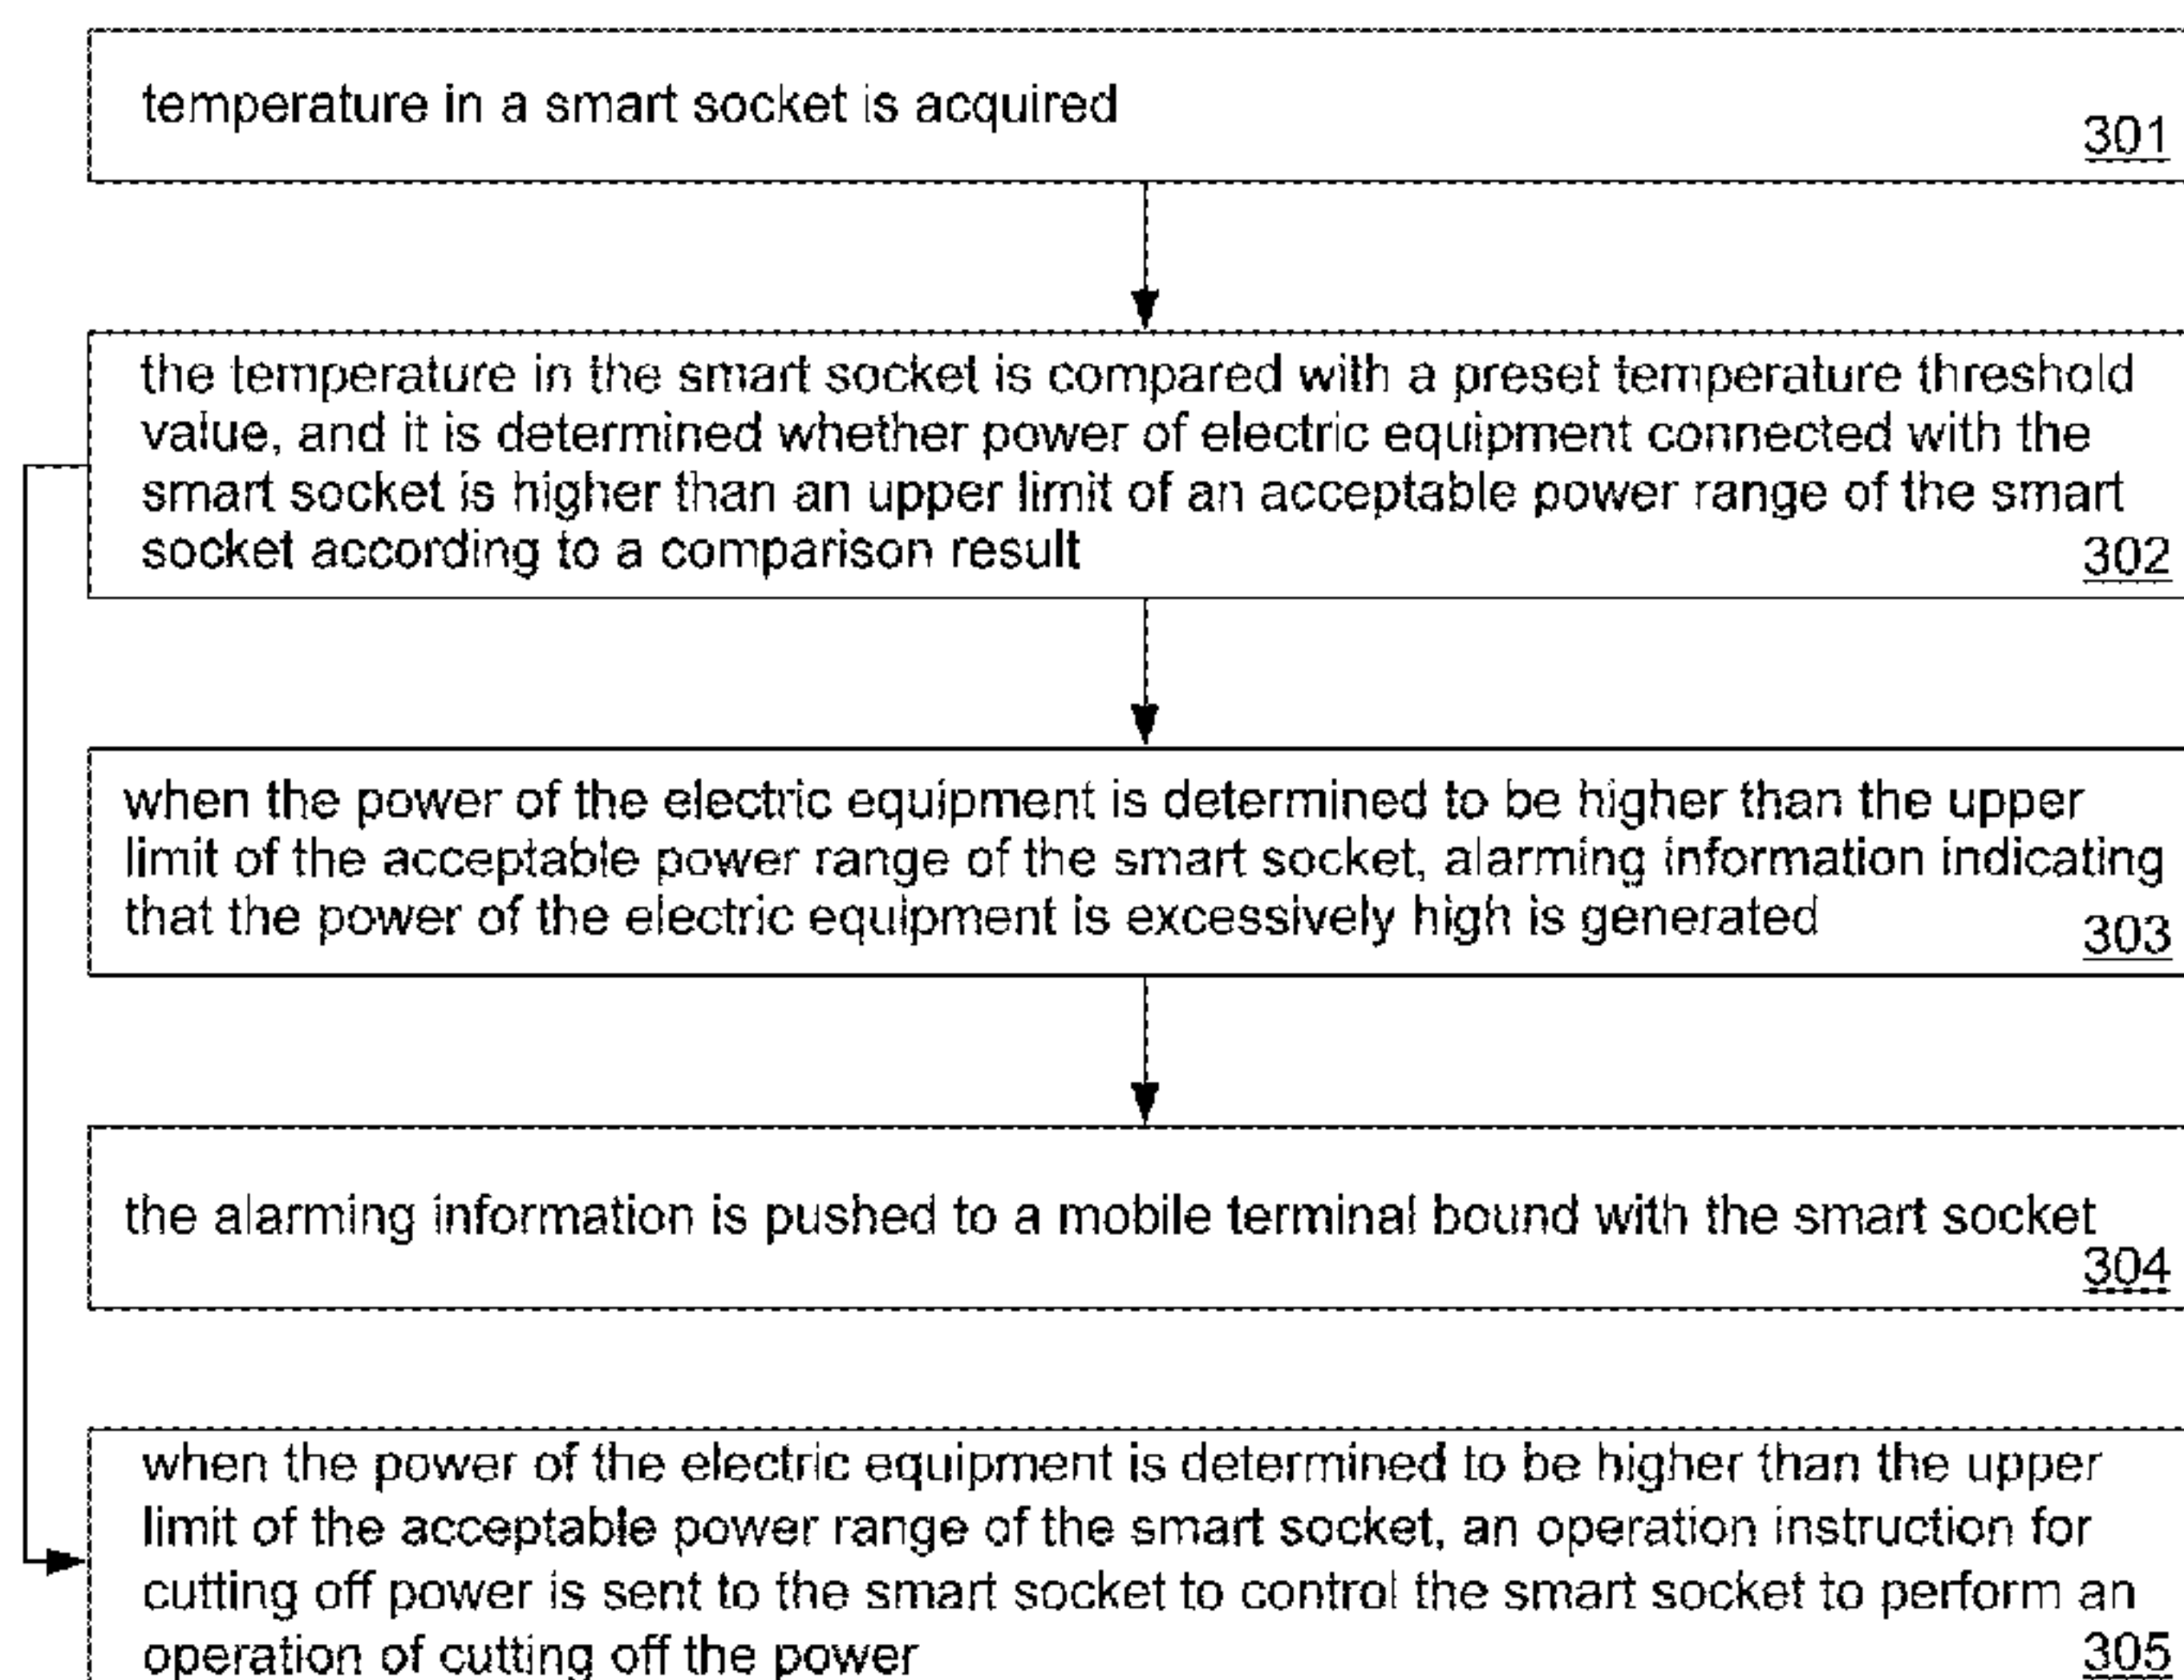 temperature in a smart socket is acquired
301
the temperature in the smart socket is compared with a preset temperature threshold
value, and it is determined whether power of electric equipment connected with the
smart socket is higher than an upper limit of an acceptable power range of the smart
socket according to a comparison result
302
when the power of the electric equipment is determined to be higher than the upper
limit of the acceptable power range of the smart socket, alarming information indicating
that the power of the electric equipment is excessively high is generated
303
the alarming information is pushed to a mobile terminal bound with the smart socket
304
when the power of the electric equipment is determined to be higher than the upper
limit of the acceptable power range of the smart socket, an operation instruction for
cutting off power is sent to the smart socket to control the smart socket to perform an
operation of cutting off the power
305